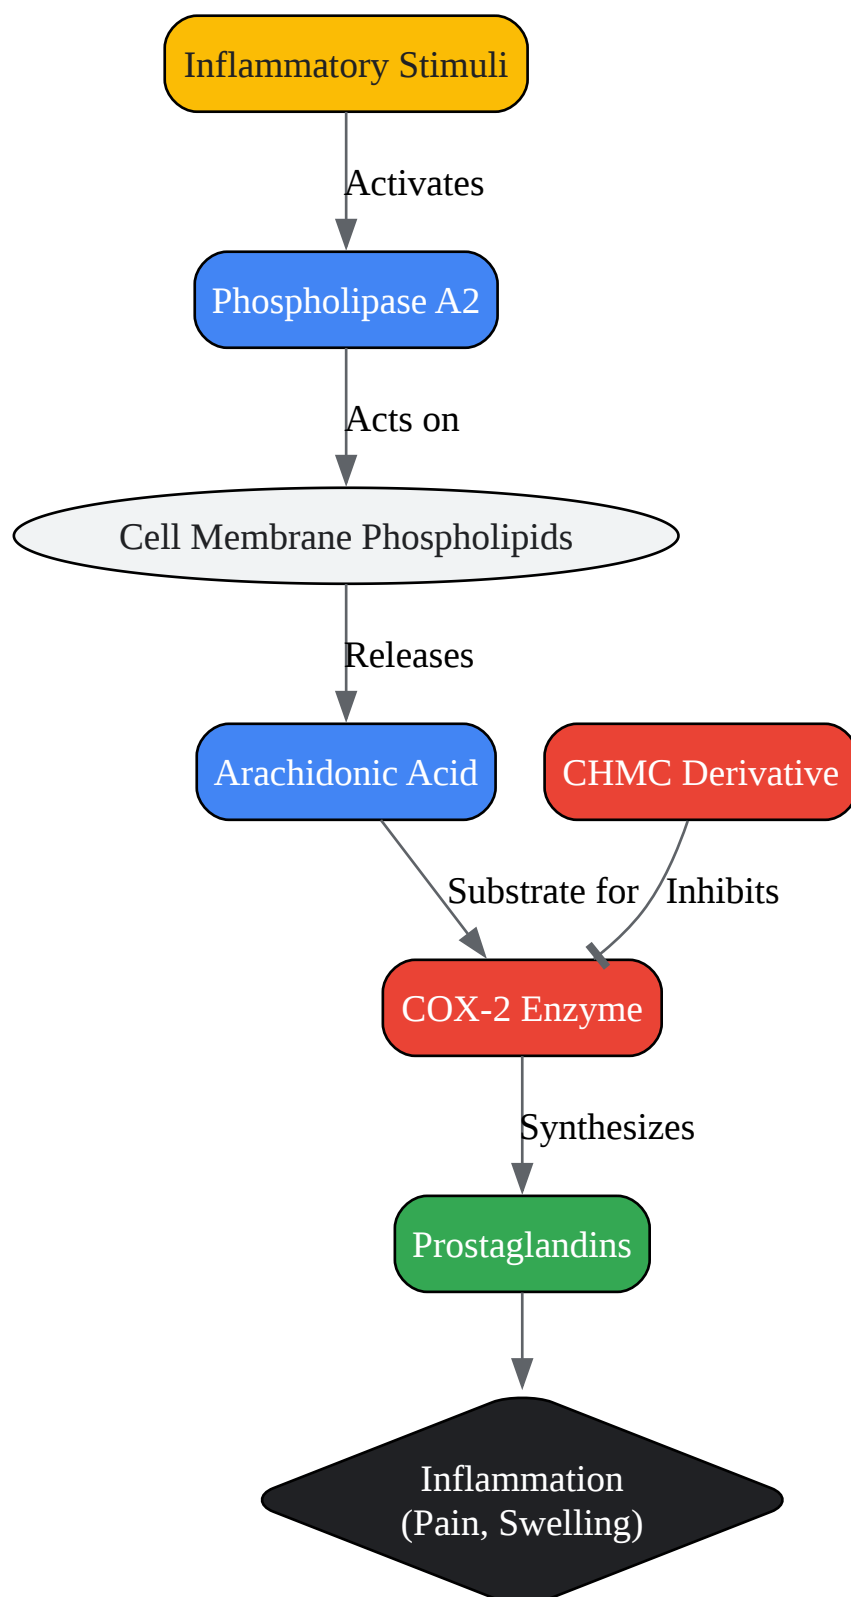 Inflammatory Stimuli
Activates
Phospholipase A2
Acts on
Cell Membrane Phospholipids
Releases
Arachidonic Acid
CHMC Derivative
Substrate for
Inhibits
COX-2 Enzyme
Synthesizes
Prostaglandins
Inflammation
(Pain, Swelling)